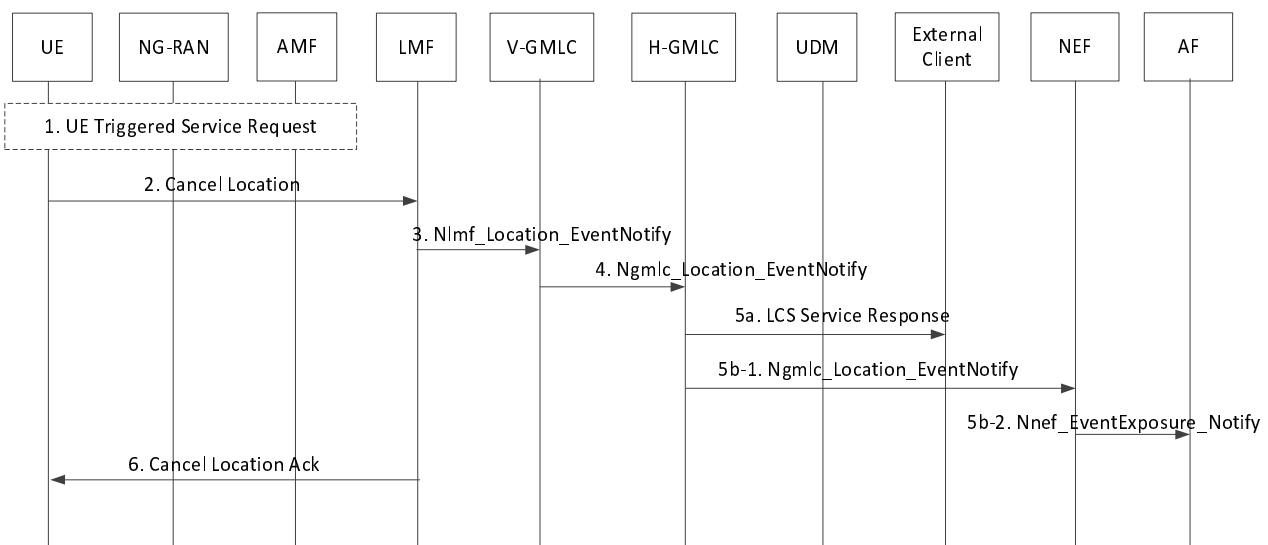 UE
NG-RAN
AMF
LMF
V-GMLC
H-GMLC
UDM
External
Client
NEF
AF
1. UE Triggered Service Request
2. Cancel Location
3. Nlmf_Location_EventNotify
4. Ngmlc_Location_EventNotify
5a. LCS Service Response
5b-1. Ngmlc_Location_EventNotify
5b-2. Nnef_EventExposure_Notify
6. Cancel Location Ack